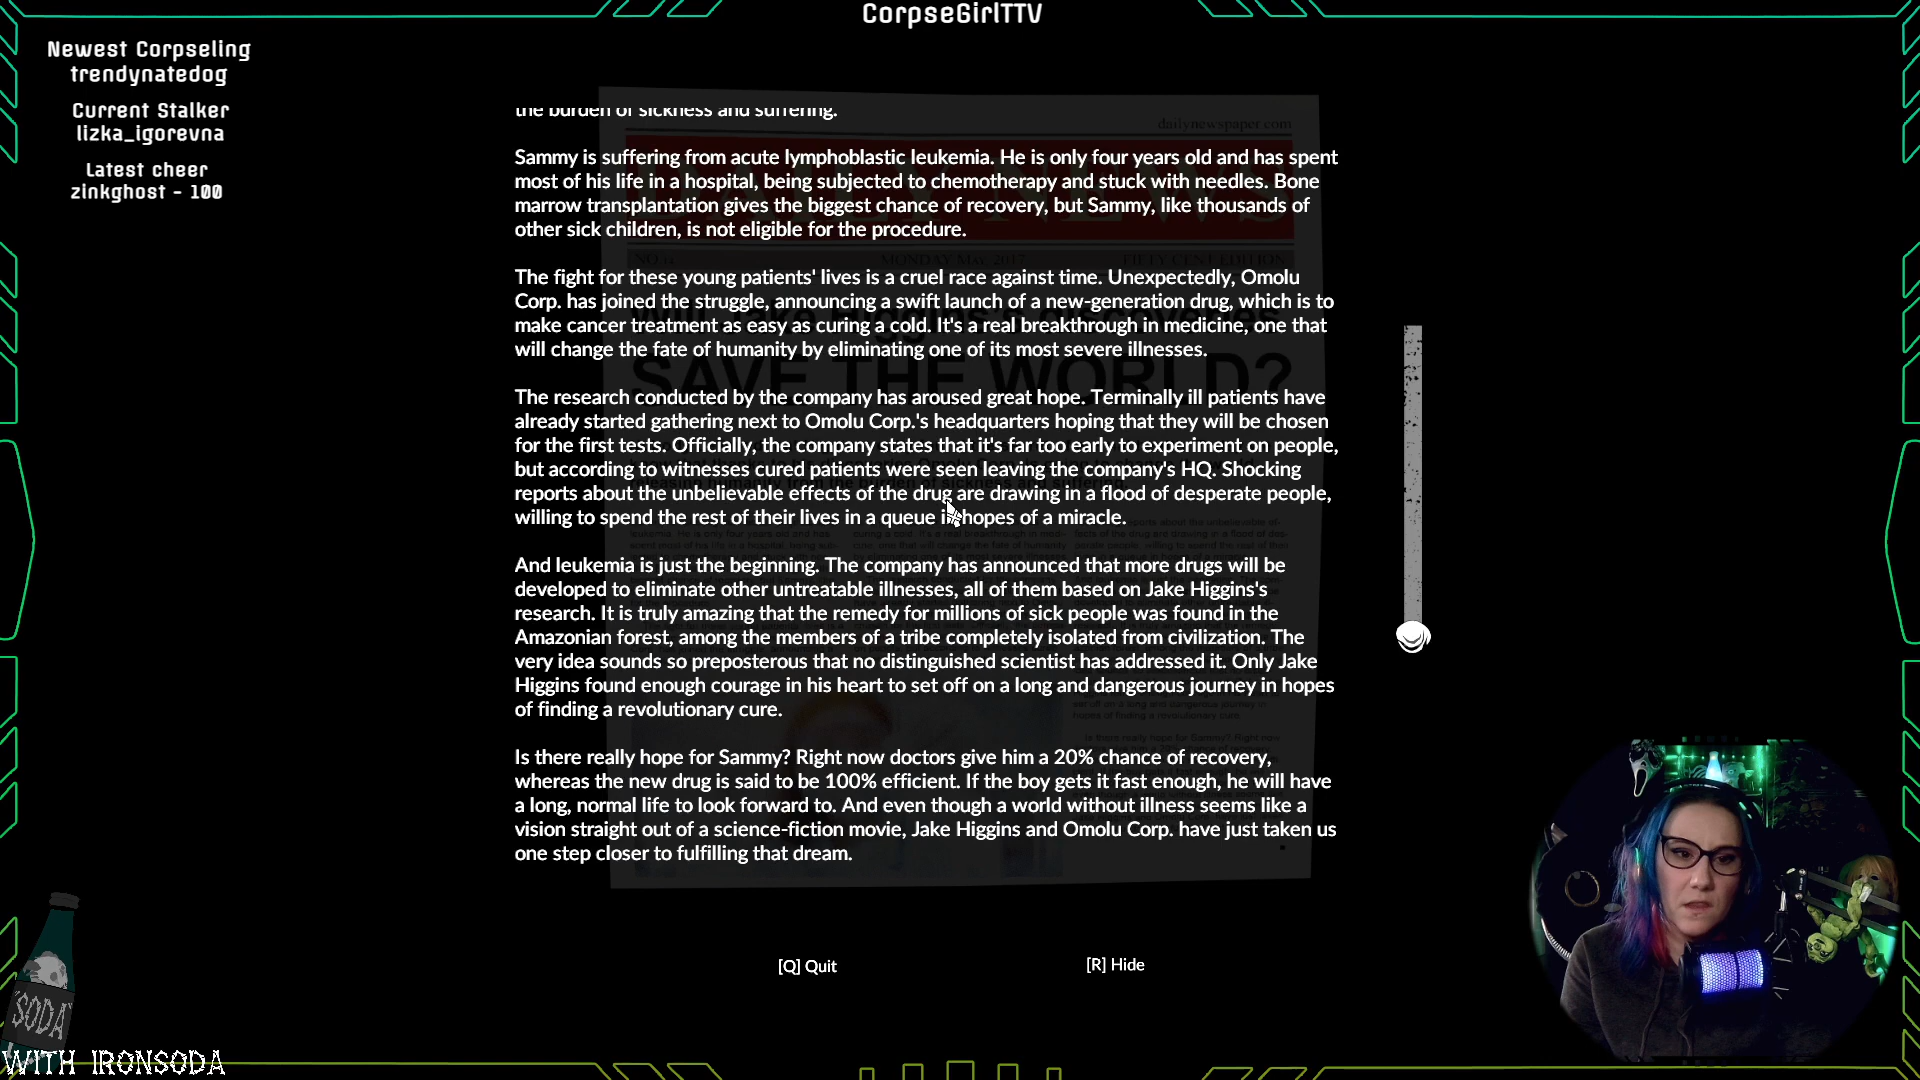 CorpseGirlTTV
Newest Corpseling
trendynatedog
Current Stalker
lizka_igorevna
Latest cheer
zinkghost - 100
the burden of sickness and suffering.
dailynewspaper.com
Sammy is suffering from acute lymphoblastic leukemia. He is only four years old and has spent
most of his life in a hospital, being subjected to chemotherapy and stuck with needles. Bone
marrow transplantation gives the biggest chance of recovery, but Sammy, like thousands of
other sick children, is not eligible for the procedure.
DAILY NEWS
MONDAY MAY, 2017
FIFTY CENT EDITION
The fight for these young patients' lives is a cruel race against time. Unexpectedly, Omolu
Corp. has joined the struggle, announcing a swift launch of a new-generation drug, which is to
make cancer treatment as easy as curing a cold. It's a real breakthrough in medicine, one that
will change the fate of humanity by eliminating one of its most severe illnesses.
SAVE THE WORLD?
The research conducted by the company has aroused great hope. Terminally ill patients have
already started gathering next to Omolu Corp.'s headquarters hoping that they will be chosen
for the first tests. Officially, the company states that it's far too early to experiment on people,
but according to witnesses cured patients were seen leaving the company's HQ. Shocking
reports about the unbelievable effects of the drug are drawing in a flood of desperate people,
willing to spend the rest of their lives in a queue in hopes of a miracle.
And leukemia is just the beginning. The company has announced that more drugs will be
developed to eliminate other untreatable illnesses, all of them based on Jake Higgins's
research. It is truly amazing that the remedy for millions of sick people was found in the
Amazonian forest, among the members of a tribe completely isolated from civilization. The
very idea sounds so preposterous that no distinguished scientist has addressed it. Only Jake
Higgins found enough courage in his heart to set off on a long and dangerous journey in hopes
of finding a revolutionary cure.
Is there really hope for Sammy? Right now doctors give him a 20% chance of recovery,
whereas the new drug is said to be 100% efficient. If the boy gets it fast enough, he will have
a long, normal life to look forward to. And even though a world without illness seems like a
vision straight out of a science-fiction movie, Jake Higgins and Omolu Corp. have just taken us
one step closer to fulfilling that dream.
[Q] Quit
[R] Hide
SODA
WITH IRONSODA